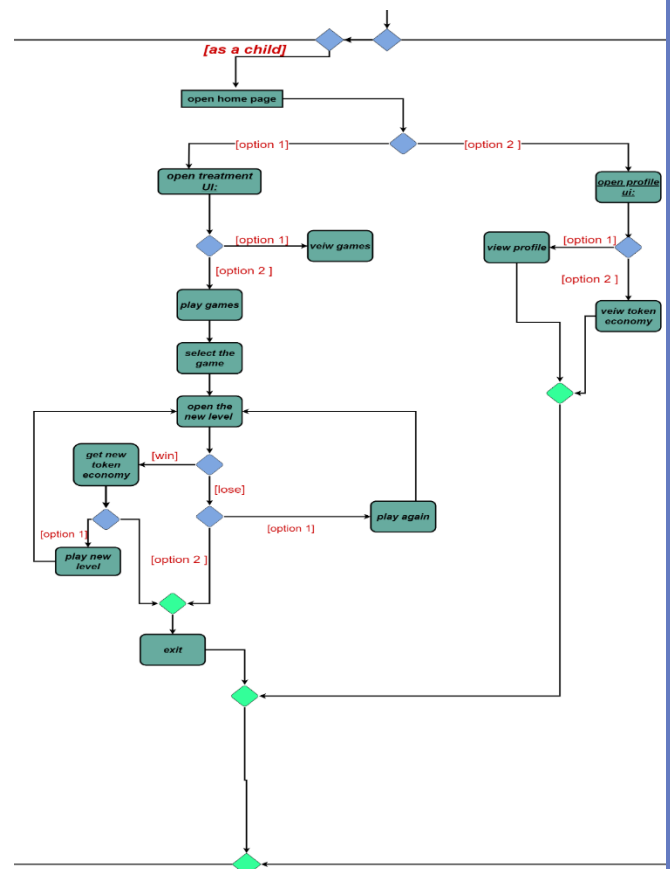 [as a child]
open home page
[option 1]
[option 2 ]
open treatment
UI:
open profile
ui:
[option 1]
veiw games
view profile
[option 1]
[option 2 ]
[option 2 ]
play games
veiw token
economy
select the
game
open the
new level
get new
token
economy
[win]
[lose]
[option 1]
play again
[option 1]
play new
level
[option 2 ]
exit